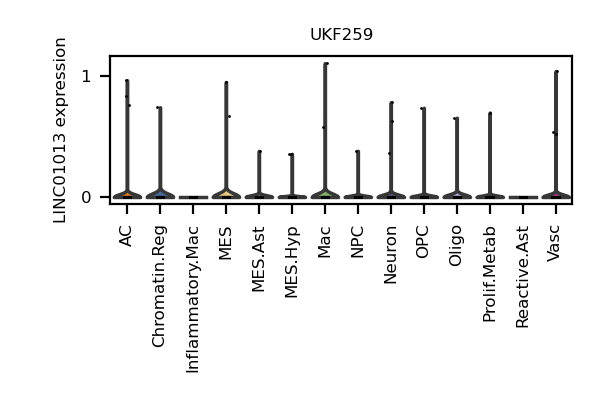 UKF259
LINC01013 expression
1
0
AC
Chromatin.Reg
Inflammatory.Mac
MES
MES.Ast
MES.Hyp
Mac
NPC
Neuron
OPC
Oligo
Prolif.Metab
Reactive.Ast
Vasc